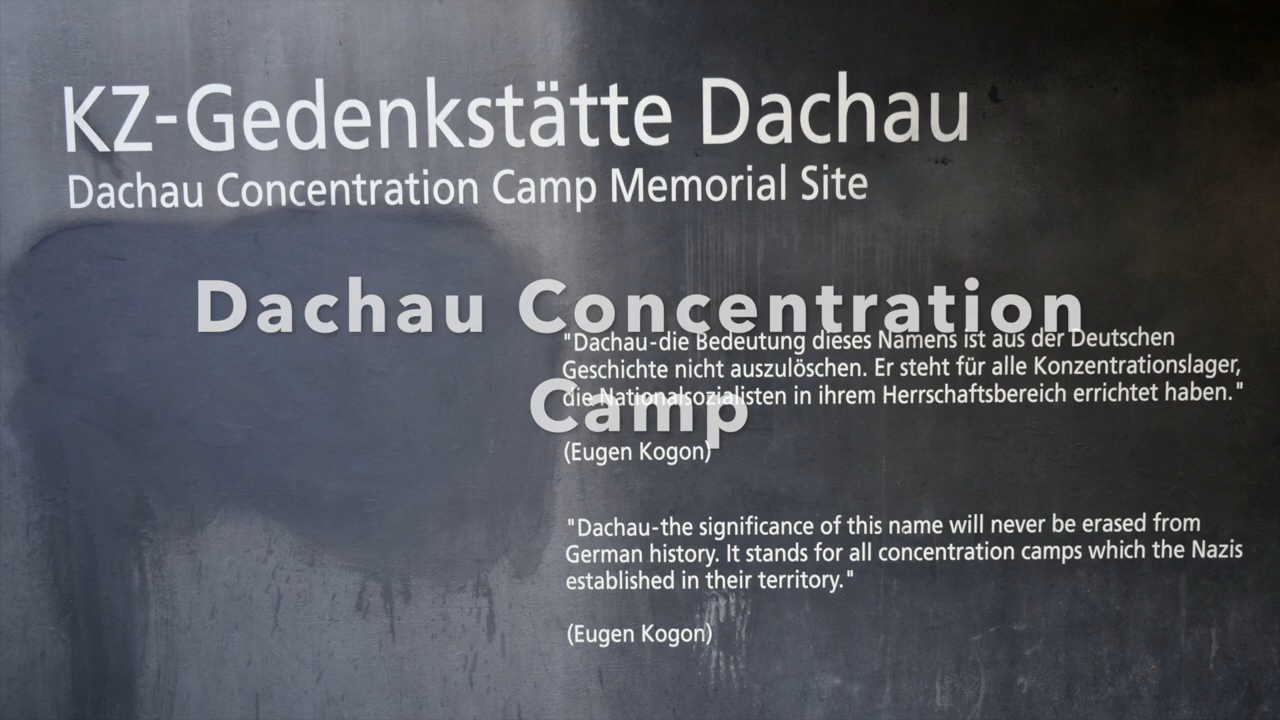 KZ-Gedenkstätte Dachau
Dachau Concentration Camp Memorial Site
Dachau Concentration
Camp
"Dachau-die Bedeutung dieses Namens ist aus der Deutschen
Geschichte nicht auszulöschen. Er steht für alle Konzentrationslager,
die Nationalsozialisten in ihrem Herrschaftsbereich errichtet haben."
(Eugen Kogon)
"Dachau-the significance of this name will never be erased from
German history. It stands for all concentration camps which the Nazis
established in their territory."
(Eugen Kogon)